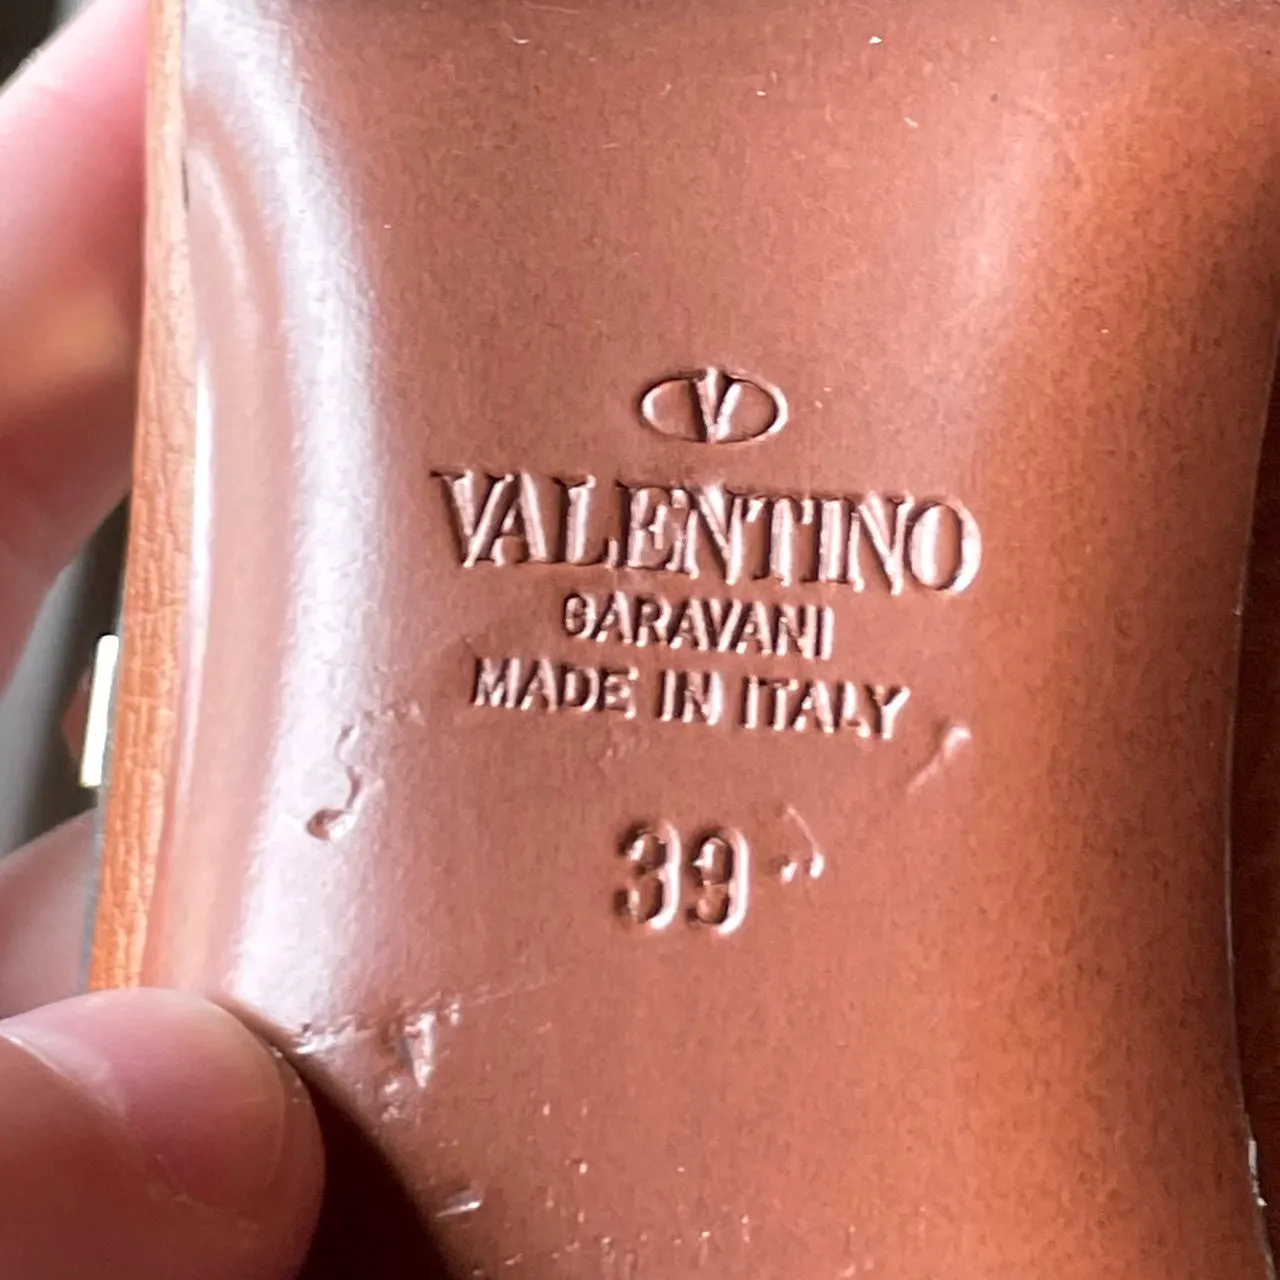 V
VALENTINO
GARAVANI
MADE IN ITALY
39